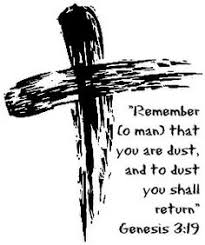 "Remember
(o man) that
you are dust,
and to dust
you shall
return"
Genesis 3:19